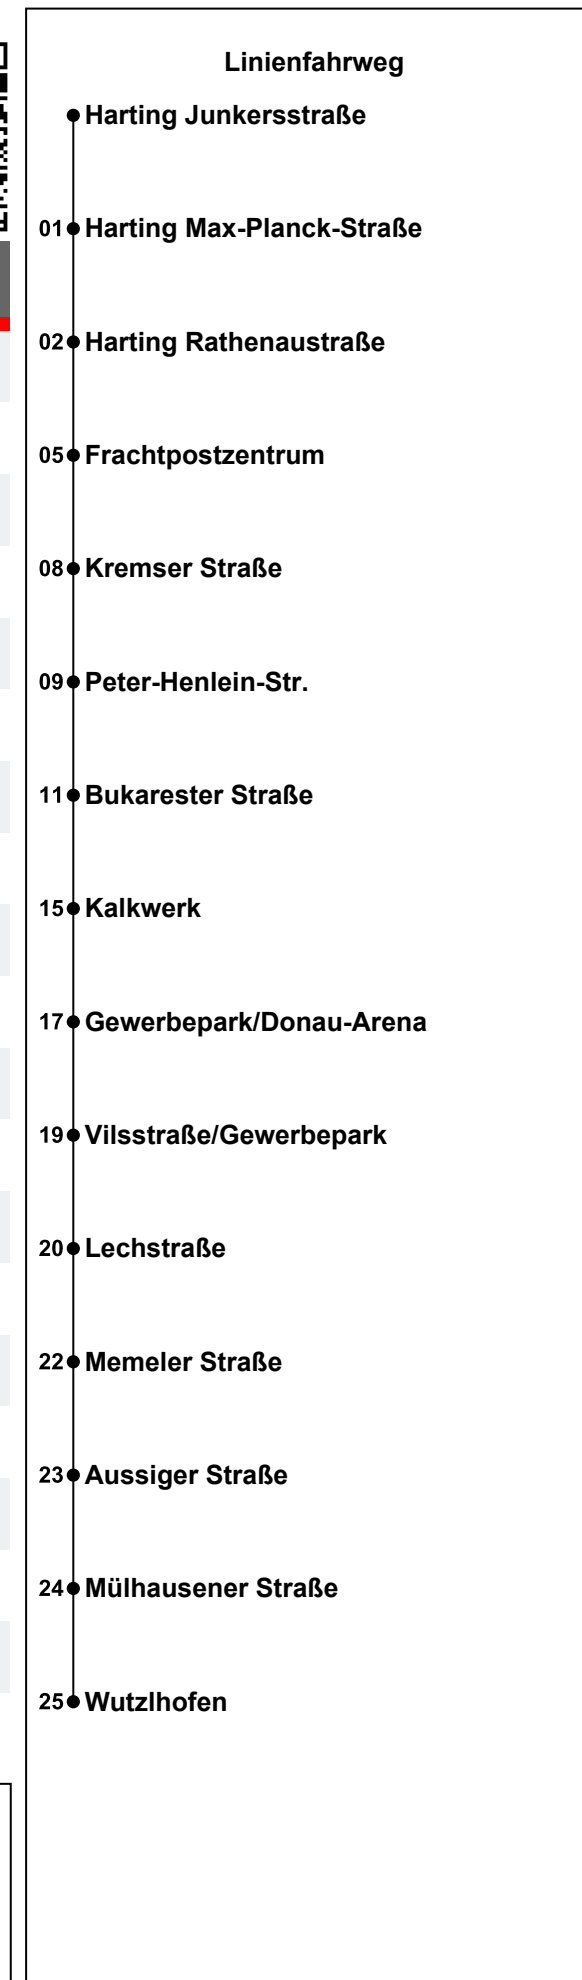 Linienfahrweg
Harting Junkersstraße
01 Harting Max-Planck-Straße
02 Harting Rathenaustraße
05 Frachtpostzentrum
08 Kremser Straße
09 Peter-Henlein-Str.
11 Bukarester Straße
15 Kalkwerk
17 Gewerbepark/Donau-Arena
19 Vilsstraße/Gewerbepark
20 Lechstraße
22 Memeler Straße
23 Aussiger Straße
24 Mülhausener Straße
25 Wutzlhofen